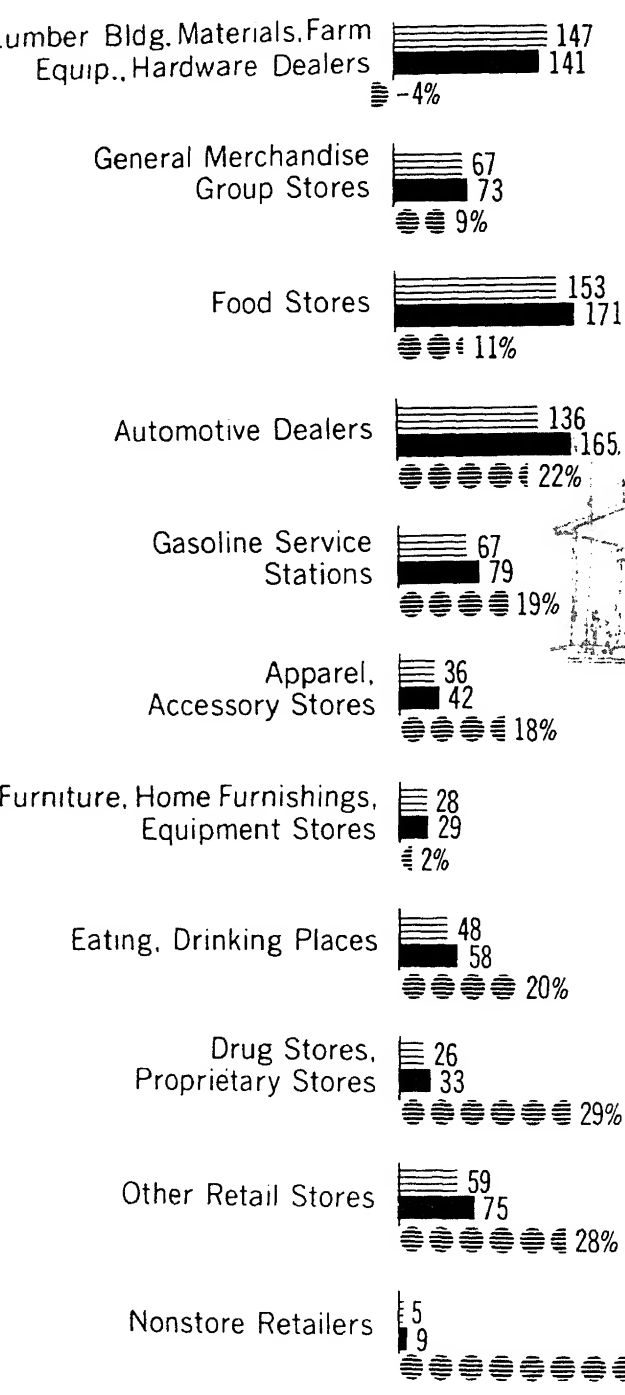 umber Bldg. Materials, Farm 147
Equip., Hardware Dealers 141
-4%
General Merchandise 67
Group Stores 73
9%
Food Stores 153
171
11%
Automotive Dealers 136
165
22%
Gasoline Service 67
Stations 79
19%
Apparel, 36
Accessory Stores 42
18%
Furniture, Home Furnishings, 28
Equipment Stores 29
2%
Eating, Drinking Places 48
58
20%
Drug Stores, 26
Proprietary Stores 33
29%
Other Retail Stores 59
75
28%
Nonstore Retailers 5
9